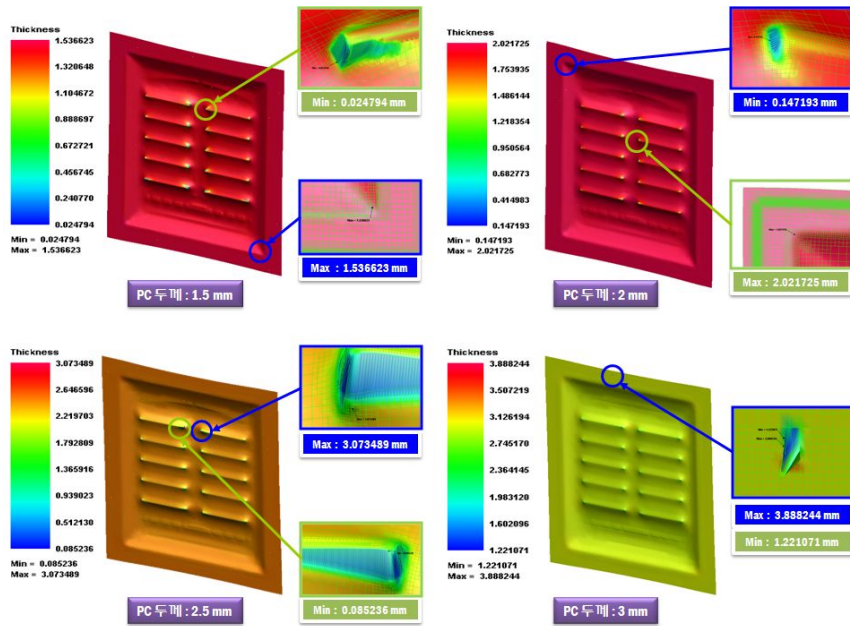 Thickness
1.536623
1.320648
1.104672
0.888697
0.672721
0.456745
0.240770
0.024794
Min = 0.024794
Max = 1.536623
Min : 0.024794 mm
Max : 1.536623 mm
PC 두께 : 1.5 mm
Thickness
2.021725
1.753935
1.486144
1.218354
0.950564
0.682773
0.414983
0.147193
Min = 0.147193
Max = 2.021725
Min : 0.147193 mm
Max : 2.021725 mm
PC 두께 : 2 mm
Thickness
3.073489
2.646596
2.219703
1.792809
1.365916
0.939023
0.512130
0.085236
Min = 0.085236
Max = 3.073489
Max : 3.073489 mm
Min : 0.085236 mm
PC 두께 : 2.5 mm
Thickness
3.888244
3.507219
3.126194
2.745170
2.364145
1.983120
1.602096
1.221071
Min = 1.221071
Max = 3.888244
Max : 3.888244 mm
Min : 1.221071 mm
PC 두께 : 3 mm